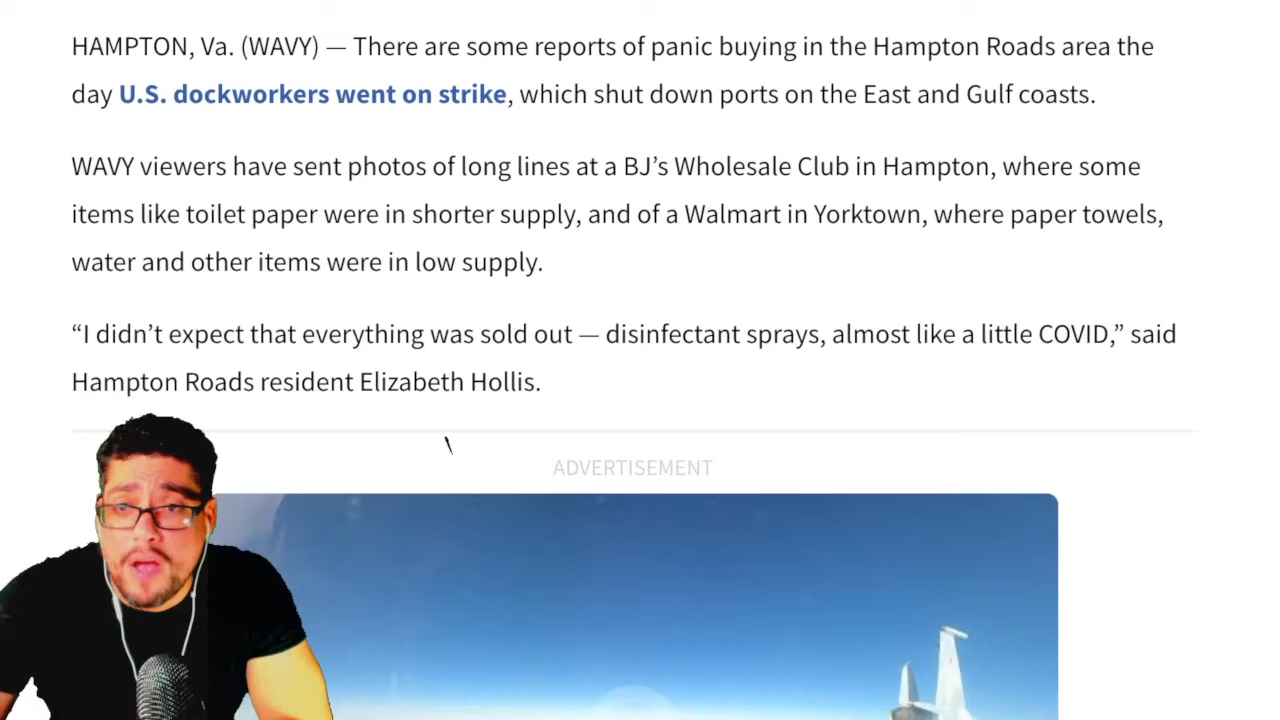 HAMPTON, Va. (WAVY) — There are some reports of panic buying in the Hampton Roads area the
day U.S. dockworkers went on strike, which shut down ports on the East and Gulf coasts.
WAVY viewers have sent photos of long lines at a BJ’s Wholesale Club in Hampton, where some
items like toilet paper were in shorter supply, and of a Walmart in Yorktown, where paper towels,
water and other items were in low supply.
“I didn’t expect that everything was sold out — disinfectant sprays, almost like a little COVID,” said
Hampton Roads resident Elizabeth Hollis.
ADVERTISEMENT